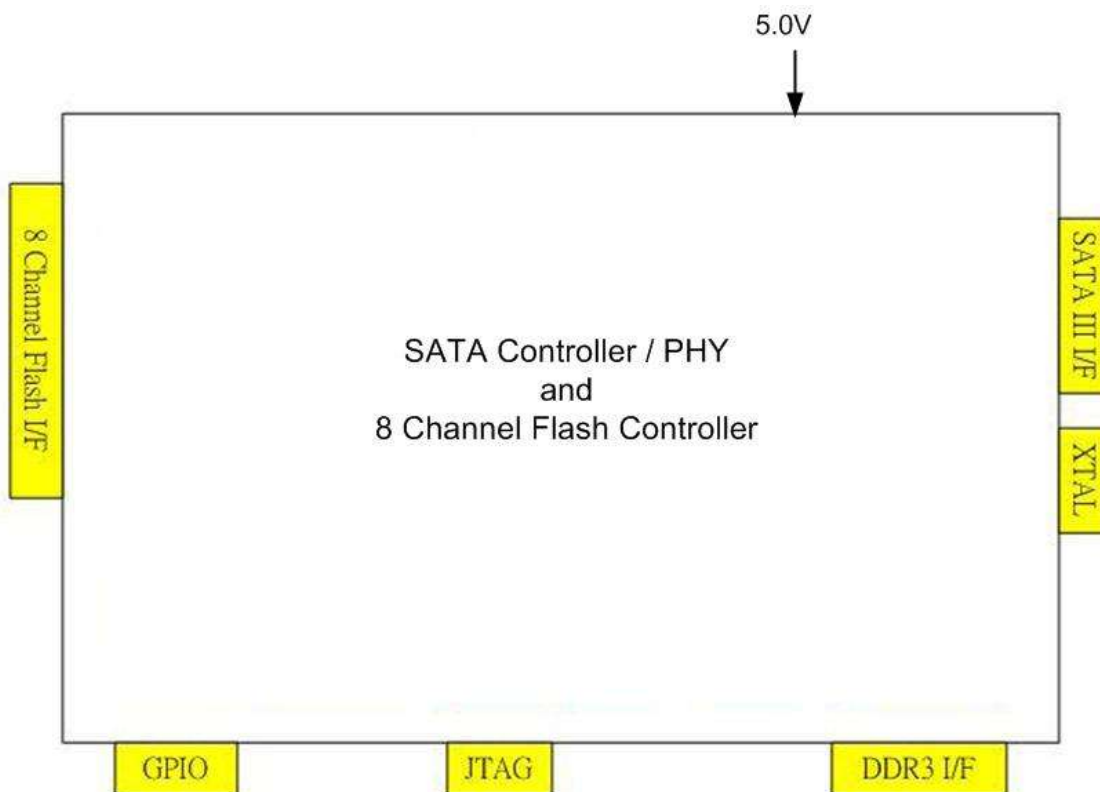 5.0V
8 Channel Flash I/F
SATA III I/F
SATA Controller / PHY
and
8 Channel Flash Controller
XTAL
GPIO
JTAG
DDR3 I/F